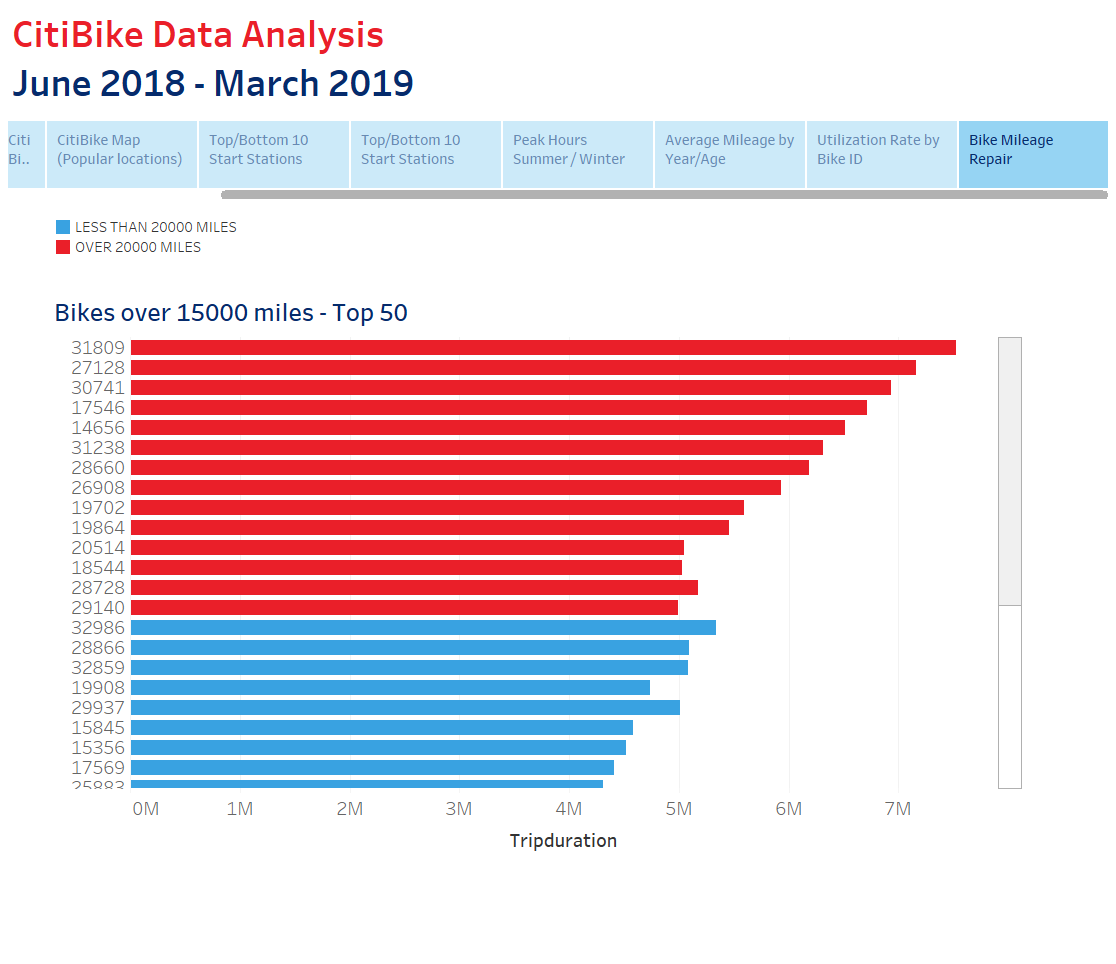 CitiBike Data Analysis
June 2018 - March 2019
Citi
Bi..
CitiBike Map
(Popular locations)
Top/Bottom 10
Start Stations
Top/Bottom 10
Start Stations
Peak Hours
Summer / Winter
Average Mileage by
Year/Age
Utilization Rate by
Bike ID
Bike Mileage
Repair
LESS THAN 20000 MILES
OVER 20000 MILES
Bikes over 15000 miles - Top 50
31809
27128
30741
17546
14656
31238
28660
26908
19702
19864
20514
18544
28728
29140
32986
28866
32859
19908
29937
15845
15356
17569
25883
0M 1M 2M 3M 4M 5M 6M 7M
Tripduration